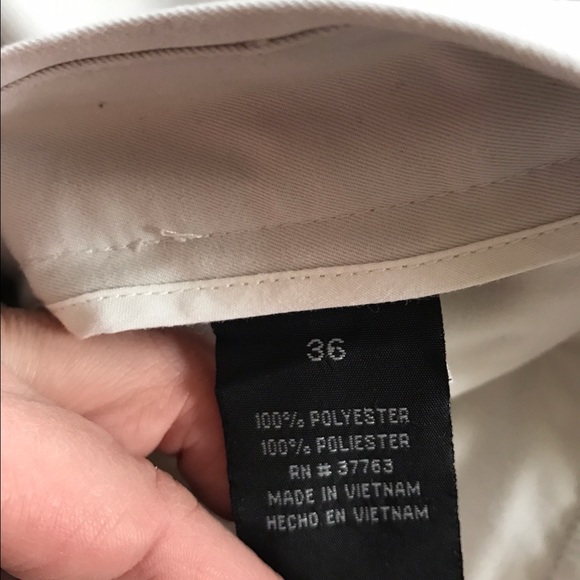 36
100% POLYESTER
100% POLIESTER
RN # 37763
MADE IN VIETNAM
HECHO EN VIETNAM